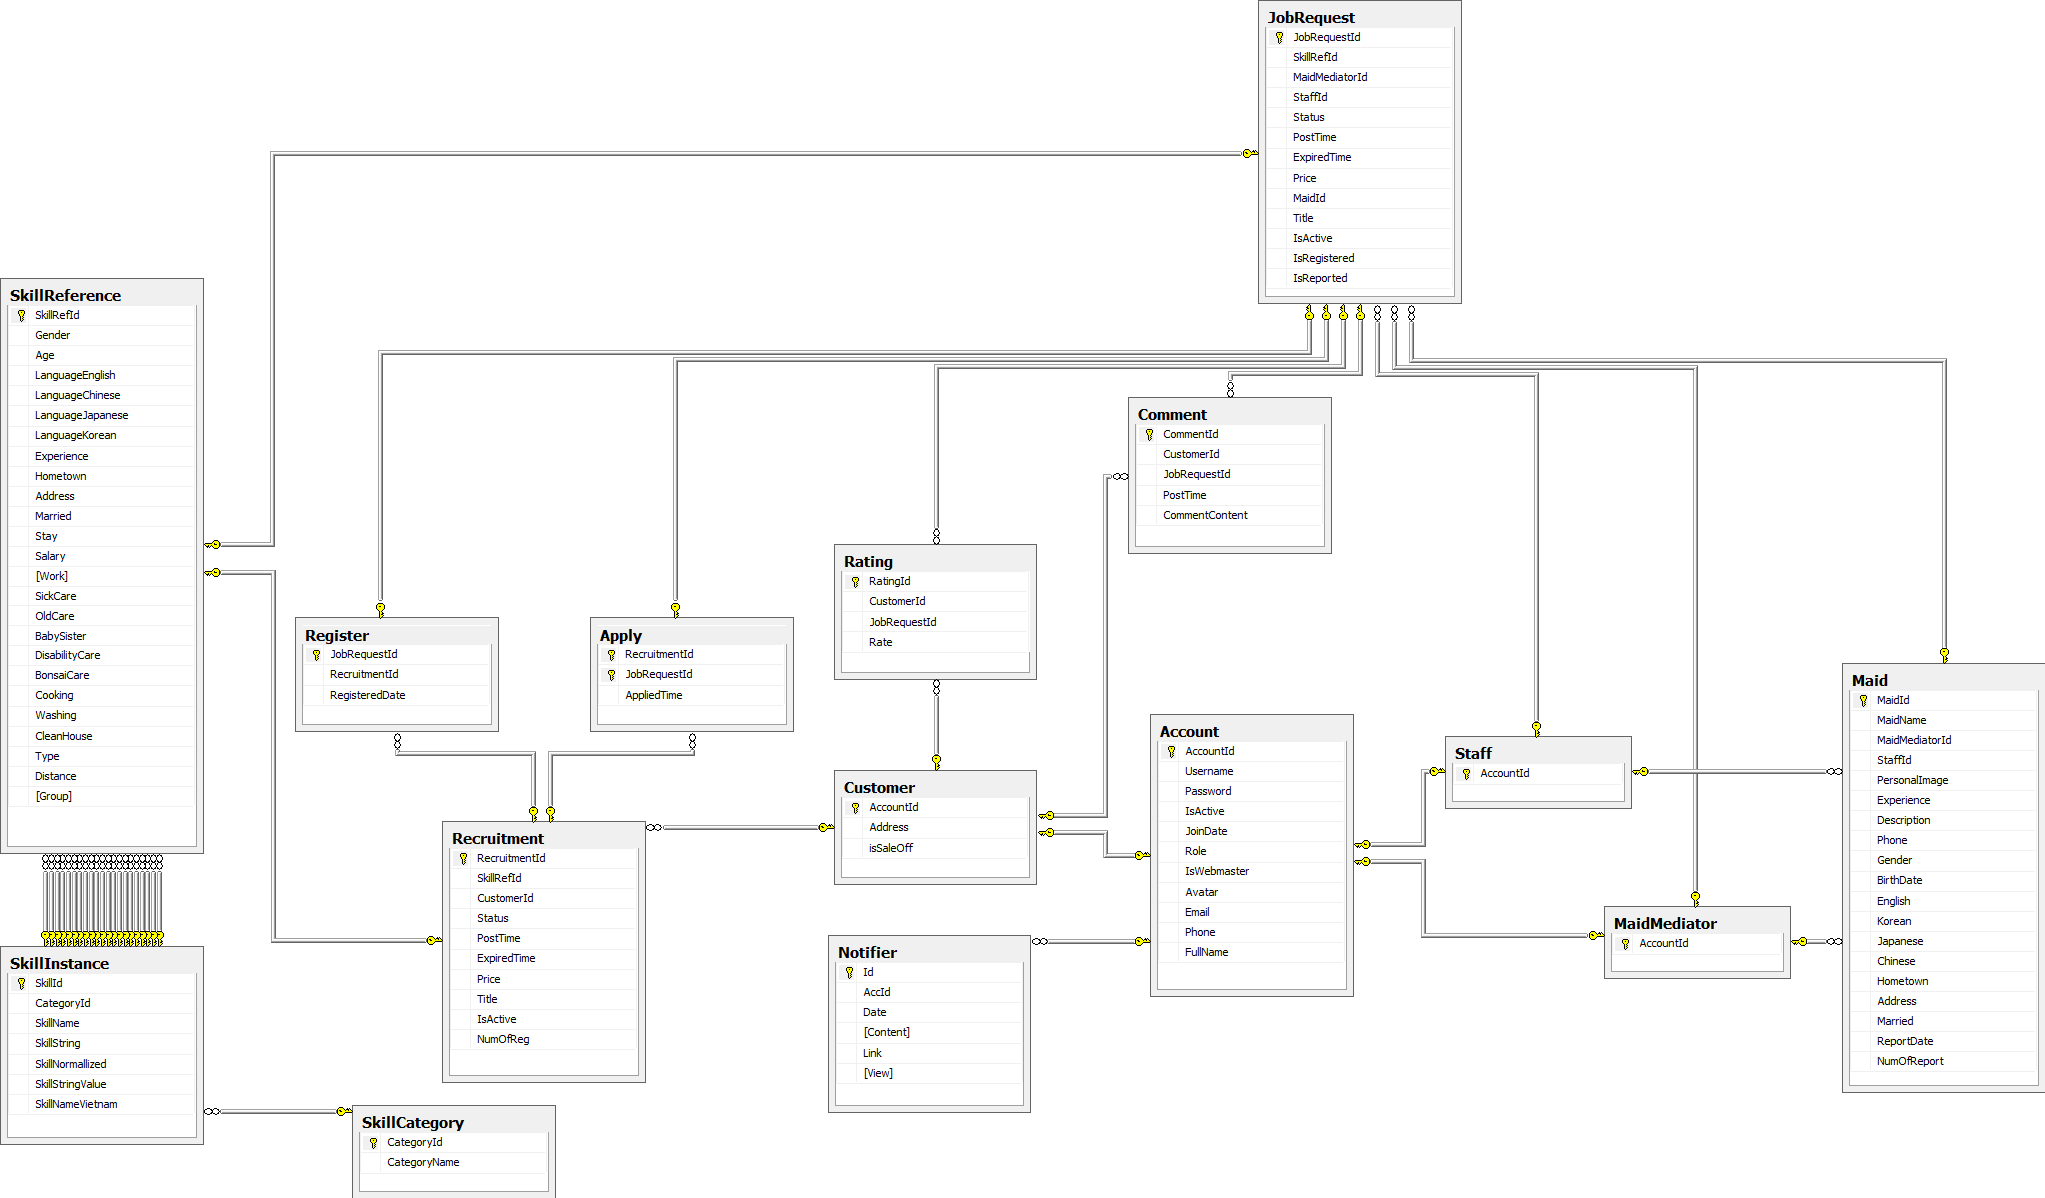 JobRequest
JobRequestId
SkillRefId
MaidMediatorId
StaffId
Status
PostTime
ExpiredTime
Price
MaidId
Title
IsActive
IsRegistered
IsReported
SkillReference
SkillRefId
Gender
Age
LanguageEnglish
LanguageChinese
LanguageJapanese
LanguageKorean
Experience
Hometown
Address
Married
Stay
Salary
[Work]
SickCare
OldCare
BabySister
DisabilityCare
BonsaiCare
Cooking
Washing
CleanHouse
Type
Distance
[Group]
Comment
CommentId
CustomerId
JobRequestId
PostTime
CommentContent
Rating
RatingId
CustomerId
JobRequestId
Rate
Register
JobRequestId
RecruitmentId
RegisteredDate
Apply
RecruitmentId
JobRequestId
AppliedTime
Maid
MaidId
MaidName
MaidMediatorId
StaffId
PersonalImage
Experience
Description
Phone
Gender
BirthDate
English
Korean
Japanese
Chinese
Hometown
Address
Married
ReportDate
NumOfReport
Account
AccountId
Username
Password
IsActive
JoinDate
Role
IsWebmaster
Avatar
Email
Phone
FullName
Staff
AccountId
Customer
AccountId
Address
isSaleOff
Recruitment
RecruitmentId
SkillRefId
CustomerId
Status
PostTime
ExpiredTime
Price
Title
IsActive
NumOfReg
MaidMediator
AccountId
Notifier
Id
AccId
Date
[Content]
Link
[View]
SkillInstance
SkillId
CategoryId
SkillName
SkillString
SkillNormallized
SkillStringValue
SkillNameVietnam
SkillCategory
CategoryId
CategoryName